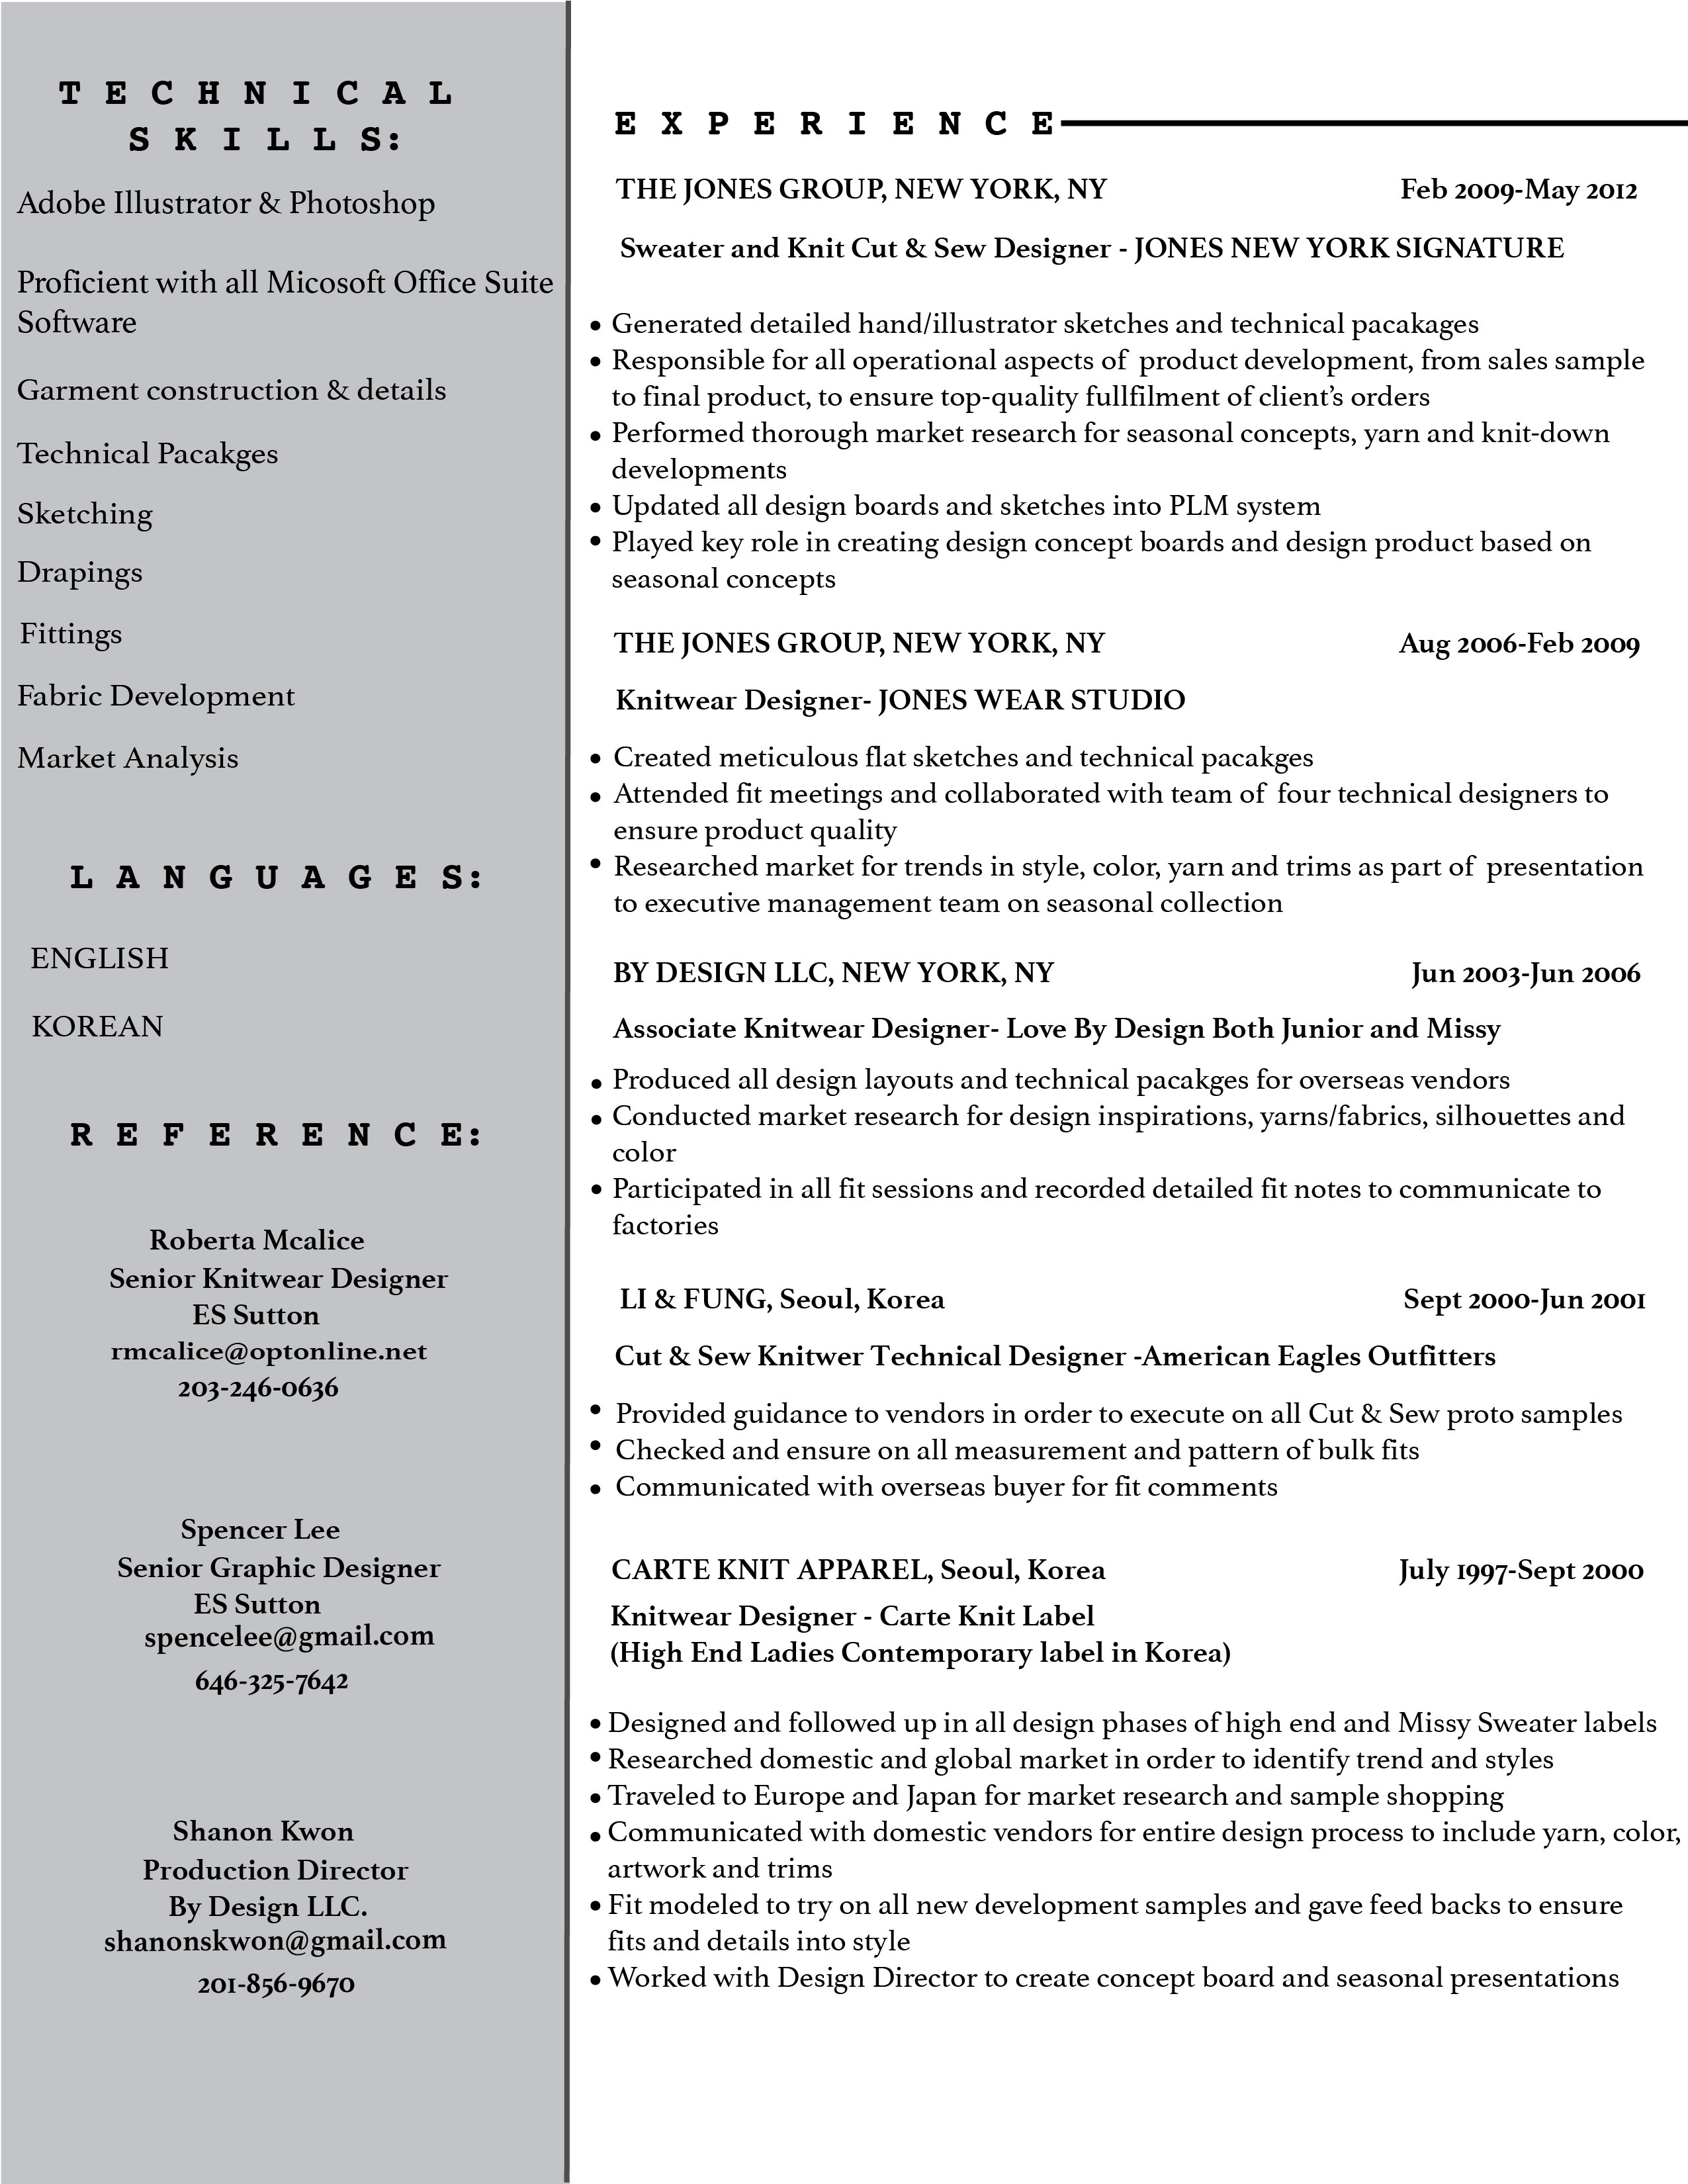 TECHNICAL
SKILLS:
Adobe Illustrator & Photoshop
Proficient with all Micosoft Office Suite
Software
Garment construction & details
Technical Pacakges
Sketching
Drapings
Fittings
Fabric Development
Market Analysis
LANGUAGES:
ENGLISH
KOREAN
REFERENCE:
Roberta Mcalice
Senior Knitwear Designer
ES Sutton
rmcalice@optonline.net
203-246-0636
Spencer Lee
Senior Graphic Designer
ES Sutton
spencelee@gmail.com
646-325-7642
Shanon Kwon
Production Director
By Design LLC.
shanonskwon@gmail.com
201-856-9670
EXPERIENCE
THE JONES GROUP, NEW YORK, NY Feb 2009-May 2012
Sweater and Knit Cut & Sew Designer - JONES NEW YORK SIGNATURE
• Generated detailed hand/illustrator sketches and technical pacakages
• Responsible for all operational aspects of product development, from sales sample
to final product, to ensure top-quality fullfilment of client's orders
• Performed thorough market research for seasonal concepts, yarn and knit-down
developments
• Updated all design boards and sketches into PLM system
• Played key role in creating design concept boards and design product based on
seasonal concepts
THE JONES GROUP, NEW YORK, NY Aug 2006-Feb 2009
Knitwear Designer- JONES WEAR STUDIO
• Created meticulous flat sketches and technical pacakges
• Attended fit meetings and collaborated with team of four technical designers to
ensure product quality
• Researched market for trends in style, color, yarn and trims as part of presentation
to executive management team on seasonal collection
BY DESIGN LLC, NEW YORK, NY Jun 2003-Jun 2006
Associate Knitwear Designer- Love By Design Both Junior and Missy
• Produced all design layouts and technical pacakges for overseas vendors
• Conducted market research for design inspirations, yarns/fabrics, silhouettes and
color
• Participated in all fit sessions and recorded detailed fit notes to communicate to
factories
LI & FUNG, Seoul, Korea Sept 2000-Jun 2001
Cut & Sew Knitwer Technical Designer -American Eagles Outfitters
• Provided guidance to vendors in order to execute on all Cut & Sew proto samples
• Checked and ensure on all measurement and pattern of bulk fits
• Communicated with overseas buyer for fit comments
CARTE KNIT APPAREL, Seoul, Korea July 1997-Sept 2000
Knitwear Designer - Carte Knit Label
(High End Ladies Contemporary label in Korea)
• Designed and followed up in all design phases of high end and Missy Sweater labels
• Researched domestic and global market in order to identify trend and styles
• Traveled to Europe and Japan for market research and sample shopping
• Communicated with domestic vendors for entire design process to include yarn, color,
artwork and trims
• Fit modeled to try on all new development samples and gave feed backs to ensure
fits and details into style
• Worked with Design Director to create concept board and seasonal presentations